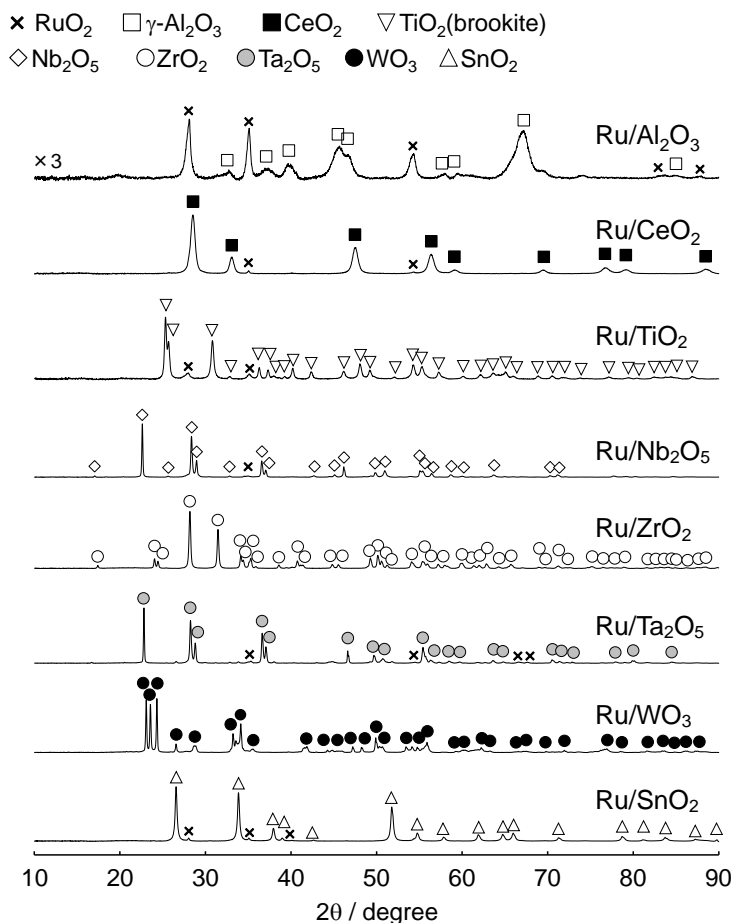 × RuO₂ □ γ-Al₂O₃ ■ CeO₂ ▽ TiO₂(brookite)
◇ Nb₂O₅ ○ ZrO₂ ● Ta₂O₅ ● WO₃ △ SnO₂
Ru/Al₂O₃
×3
Ru/CeO₂
Ru/TiO₂
Ru/Nb₂O₅
Ru/ZrO₂
Ru/Ta₂O₅
Ru/WO₃
Ru/SnO₂
10 20 30 40 50 60 70 80 90
2θ / degree